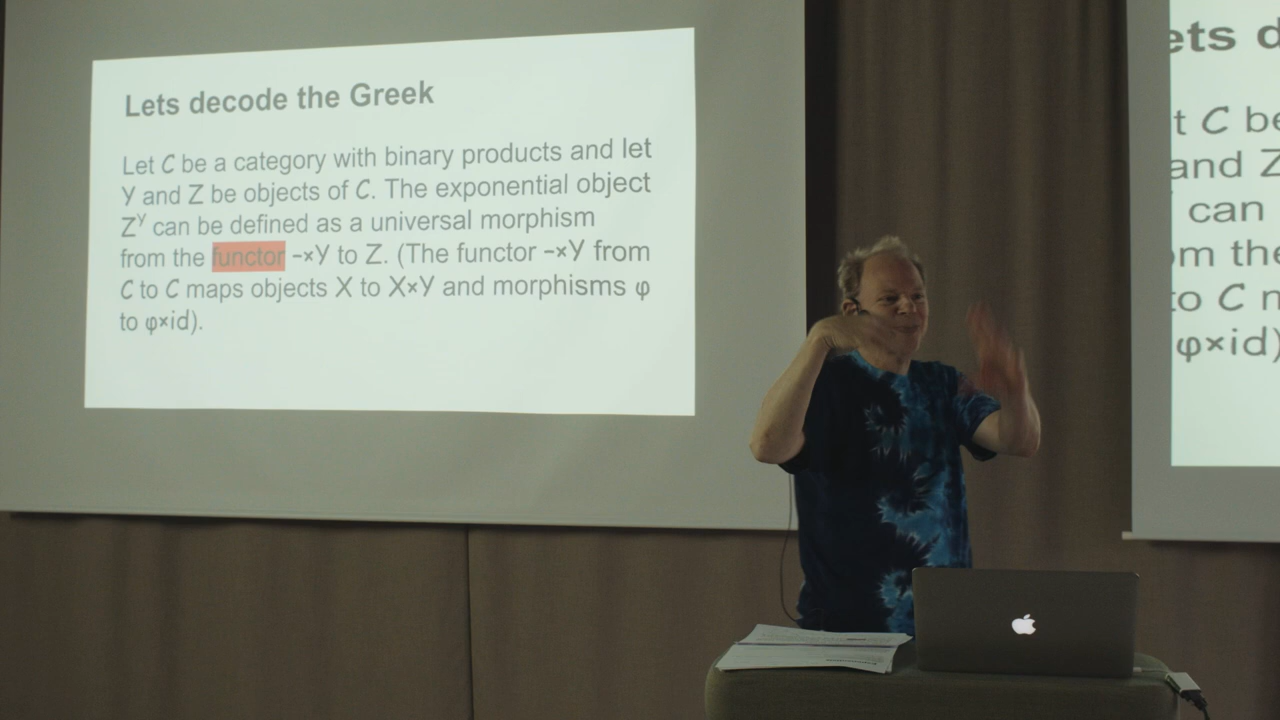 Lets decode the Greek
Let C be a category with binary products and let
Y and Z be objects of C. The exponential object
Zʸ can be defined as a universal morphism
from the functor −×Y to Z. (The functor −×Y from
C to C maps objects X to X×Y and morphisms φ
to φ×id).
ets d
t C be
and Z
can
om the
to C m
φ×id)